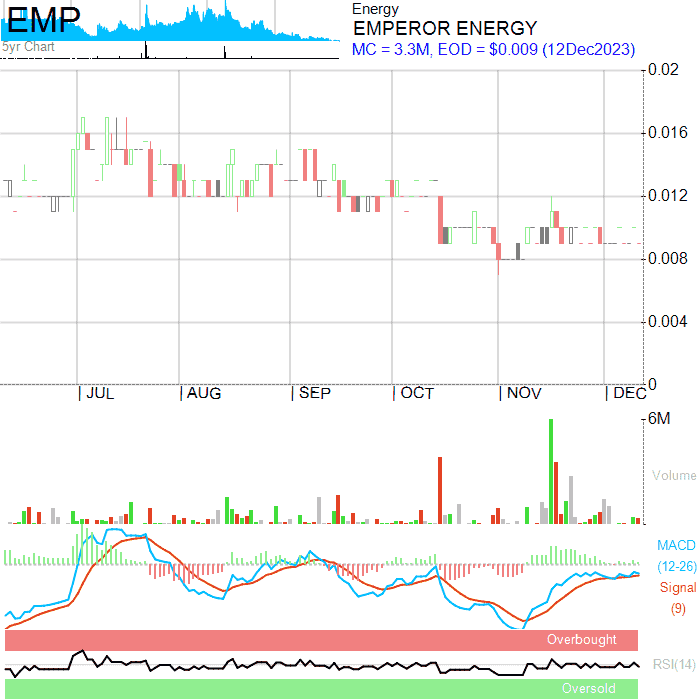 EMP
5yr Chart
Energy
EMPEROR ENERGY
MC = 3.3M, EOD = $0.009 (12Dec2023)
0.02
0.016
0.012
0.008
0.004
0
| JUL | AUG | SEP | OCT | NOV | DEC
6M
Volume
MACD
(12-26)
Signal
(9)
Overbought
RSI(14)
Oversold